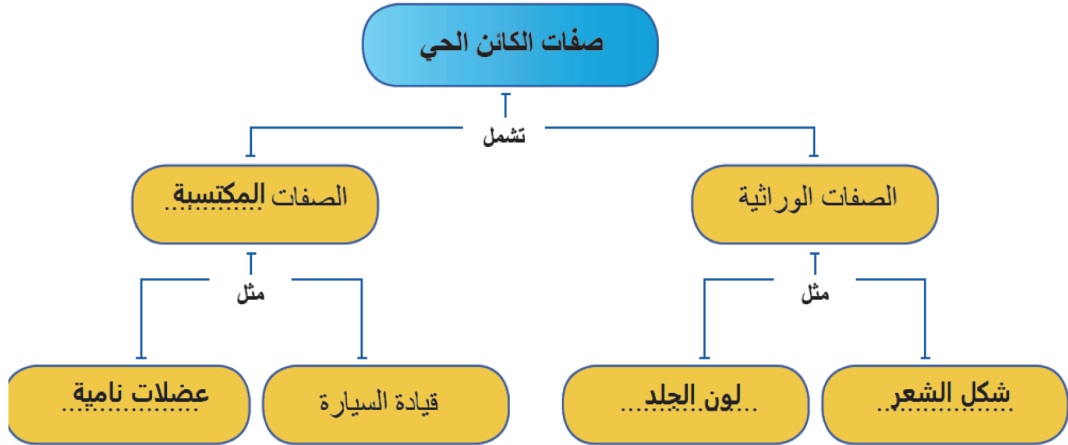 صفات الكائن الحي
تشمل
الصفات الوراثية
الصفات المكتسبة
مثل
مثل
شكل الشعر
لون الجلد
قيادة السيارة
عضلات نامية